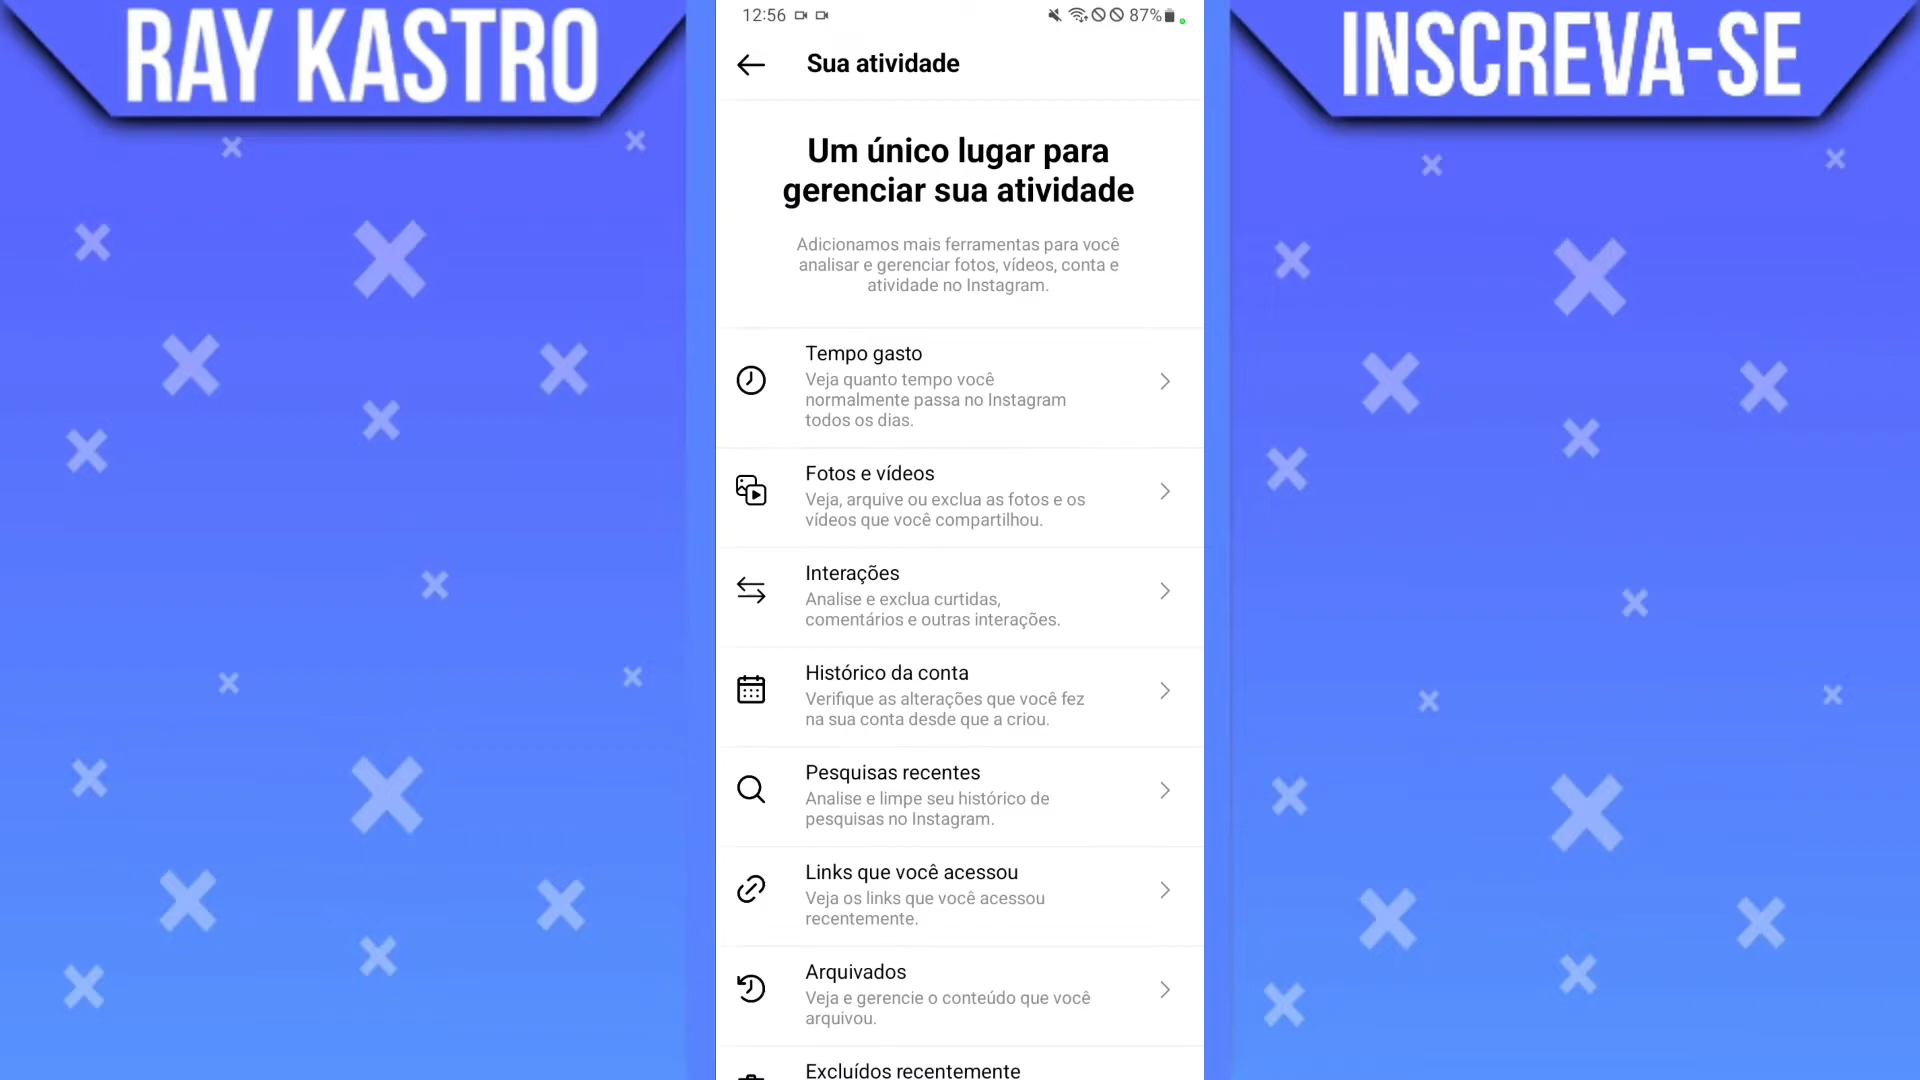 RAY KASTRO
INSCREVA-SE
12:56
87%
Sua atividade
Um único lugar para
gerenciar sua atividade
Adicionamos mais ferramentas para você
analisar e gerenciar fotos, vídeos, conta e
atividade no Instagram.
Tempo gasto
Veja quanto tempo você
normalmente passa no Instagram
todos os dias.
Fotos e vídeos
Veja, arquive ou exclua as fotos e os
vídeos que você compartilhou.
Interações
Analise e exclua curtidas,
comentários e outras interações.
Histórico da conta
Verifique as alterações que você fez
na sua conta desde que a criou.
Pesquisas recentes
Analise e limpe seu histórico de
pesquisas no Instagram.
Links que você acessou
Veja os links que você acessou
recentemente.
Arquivados
Veja e gerencie o conteúdo que você
arquivou.
Excluídos recentemente